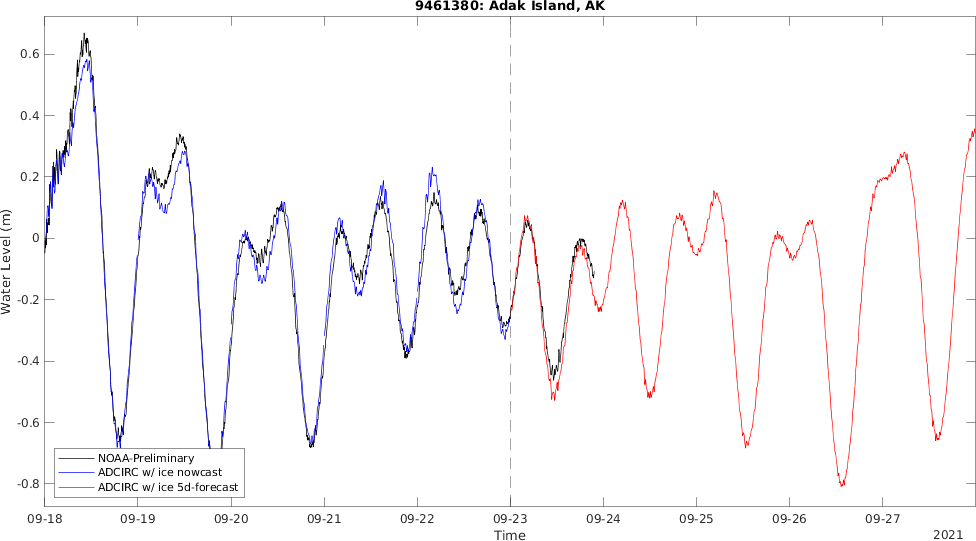 9461380: Adak Island, AK
Water Level (m)
0.6
0.4
0.2
0
-0.2
-0.4
-0.6
-0.8
NOAA-Preliminary
ADCIRC w/ ice nowcast
ADCIRC w/ ice 5d-forecast
09-18 09-19 09-20 09-21 09-22 09-23 09-24 09-25 09-26 09-27
Time
2021